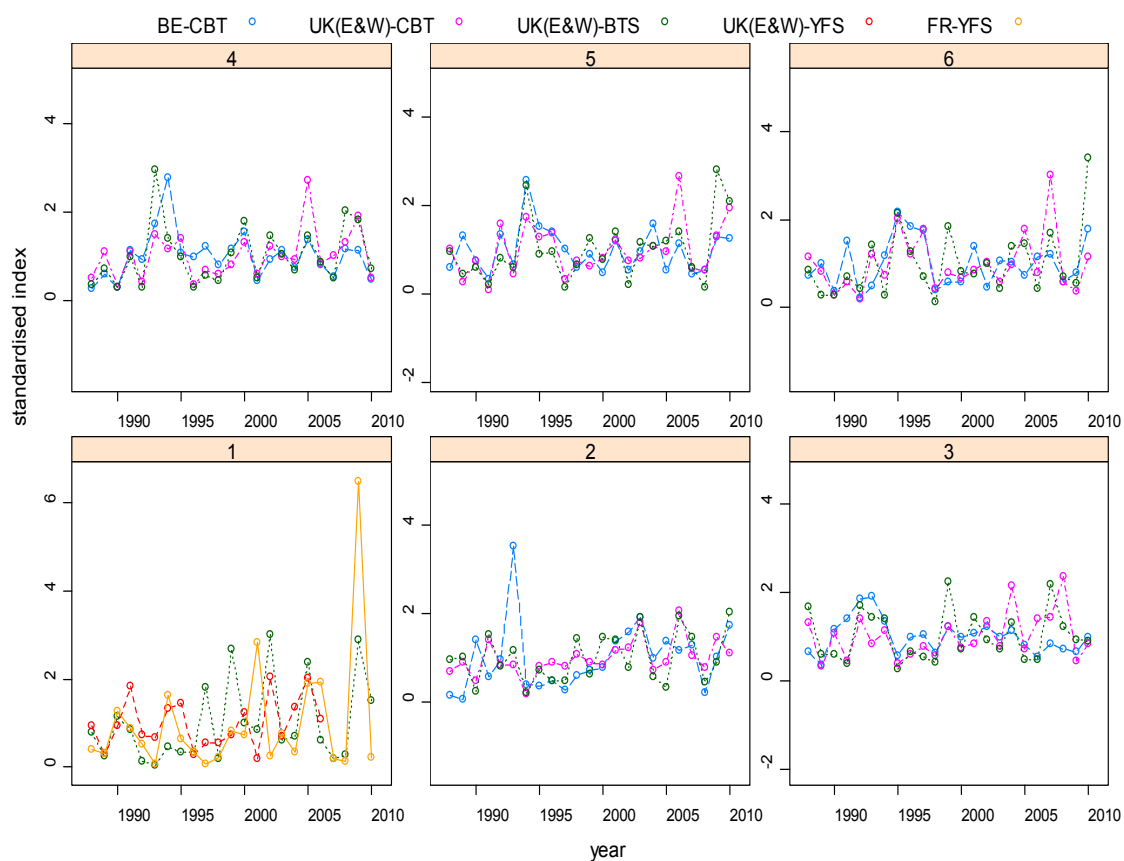 BE-CBT UK(E&W)-CBT UK(E&W)-BTS UK(E&W)-YFS FR-YFS
4 5 6
4 2 0
4 2 0 -2
4 2 0
standardised index
1990 1995 2000 2005 2010 1990 1995 2000 2005 2010 1990 1995 2000 2005 2010
1 2 3
6 4 2 0
4 2 0
4 2 0 -2
1990 1995 2000 2005 2010 1990 1995 2000 2005 2010 1990 1995 2000 2005 2010
year